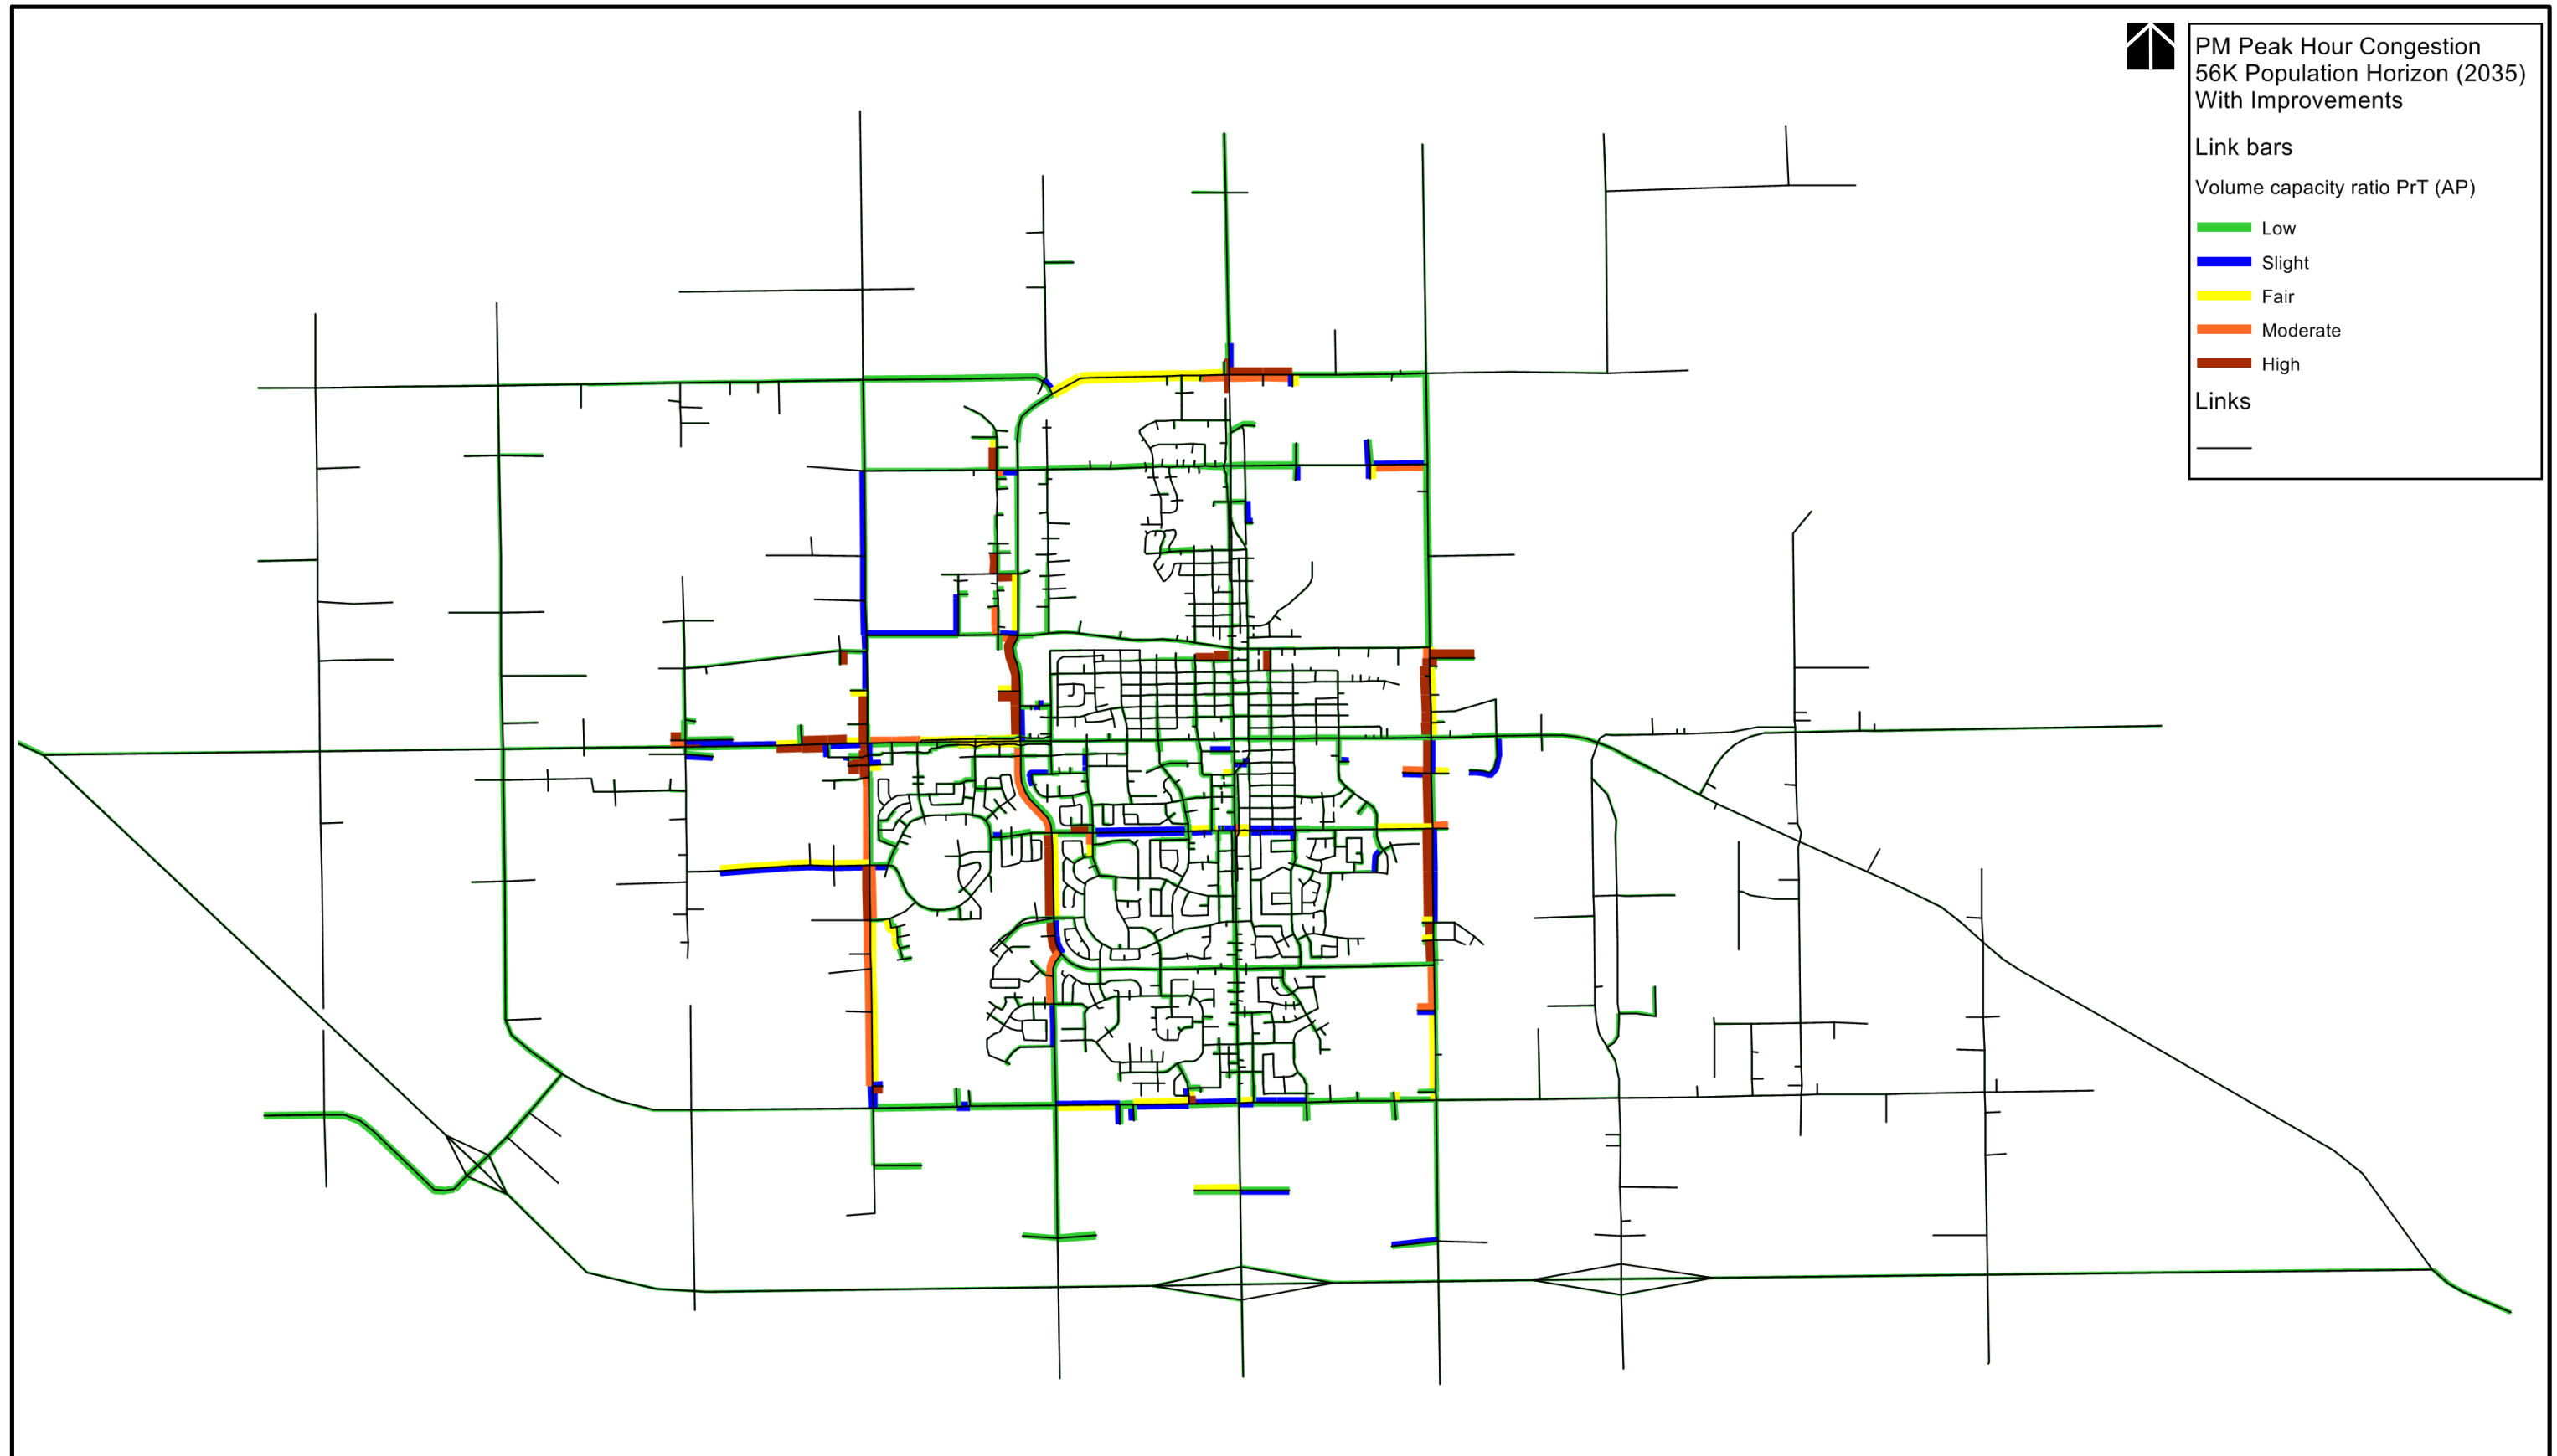 PM Peak Hour Congestion
56K Population Horizon (2035)
With Improvements
Link bars
Volume capacity ratio PrT (AP)
Low
Slight
Fair
Moderate
High
Links